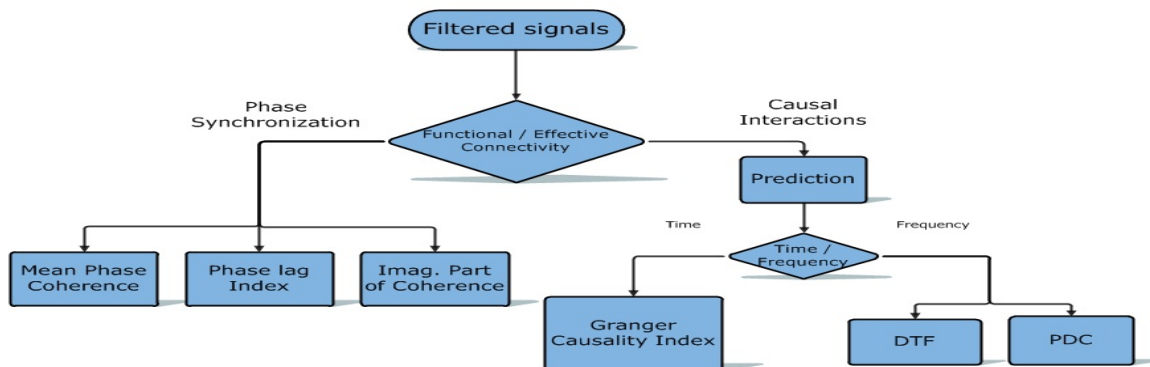 Filtered signals
Phase
Synchronization
Causal
Interactions
Functional / Effective
Connectivity
Prediction
Time
Frequency
Time /
Frequency
Mean Phase
Coherence
Phase lag
Index
Imag. Part
of Coherence
Granger
Causality Index
DTF
PDC